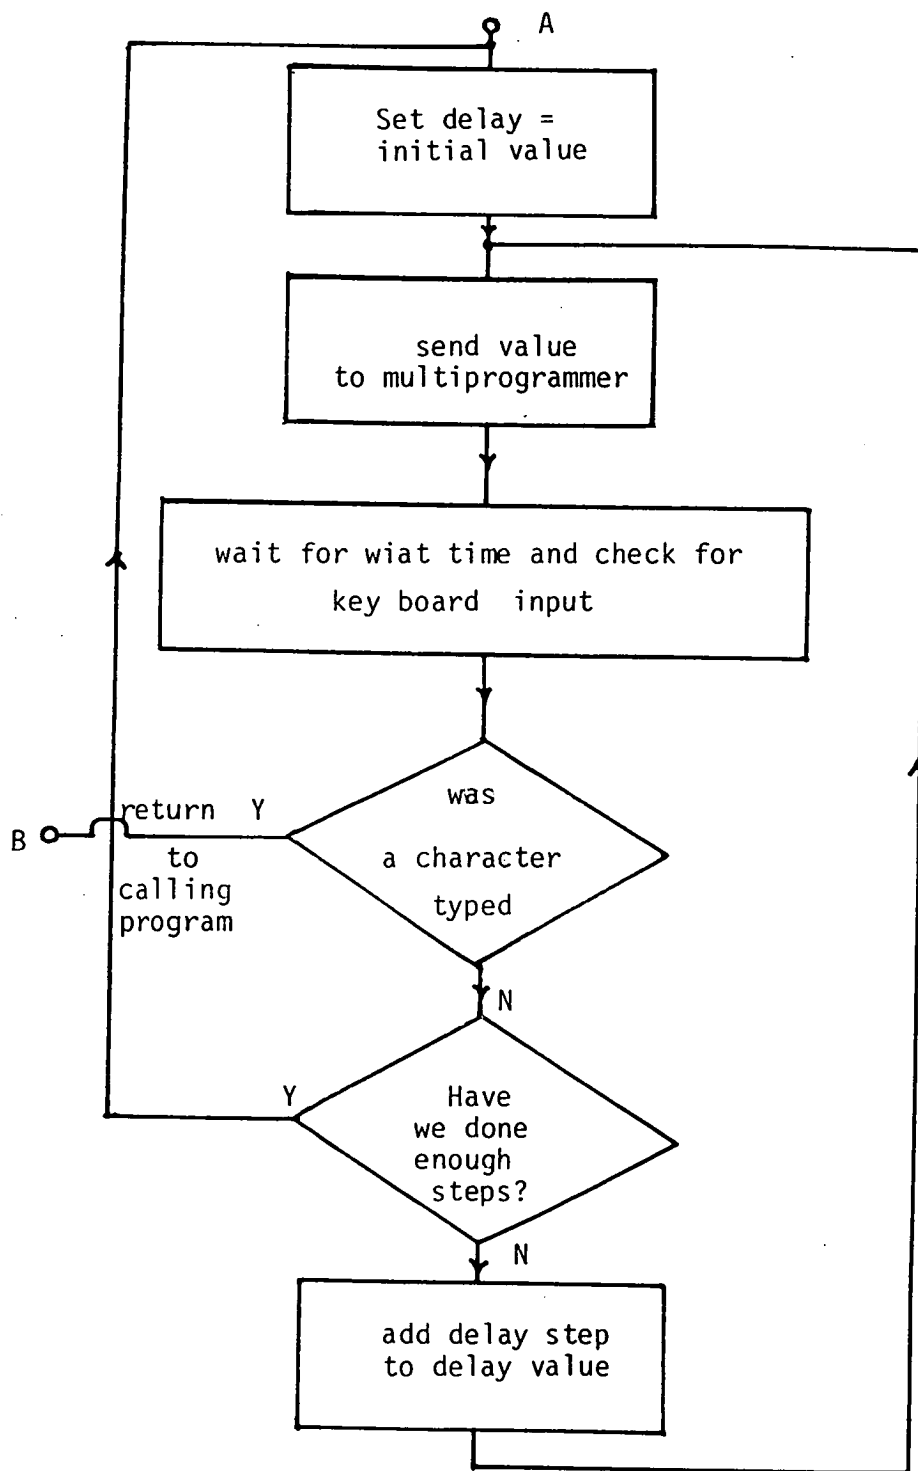 A
Set delay =
initial value
send value
to multiprogrammer
wait for wiat time and check for
key board input
was
a character
typed
return Y
B
to
calling
program
N
Y
Have
we done
enough
steps?
N
add delay step
to delay value